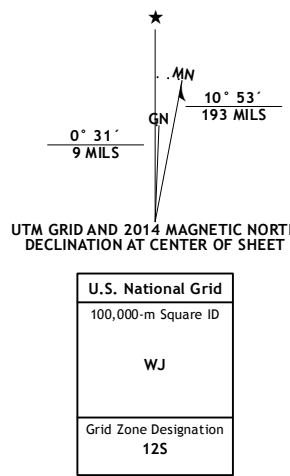 ★
MN
GN
10° 53´
193 MILS
0° 31´
9 MILS
UTM GRID AND 2014 MAGNETIC NORTH
DECLINATION AT CENTER OF SHEET
U.S. National Grid
100,000-m Square ID
WJ
Grid Zone Designation
12S